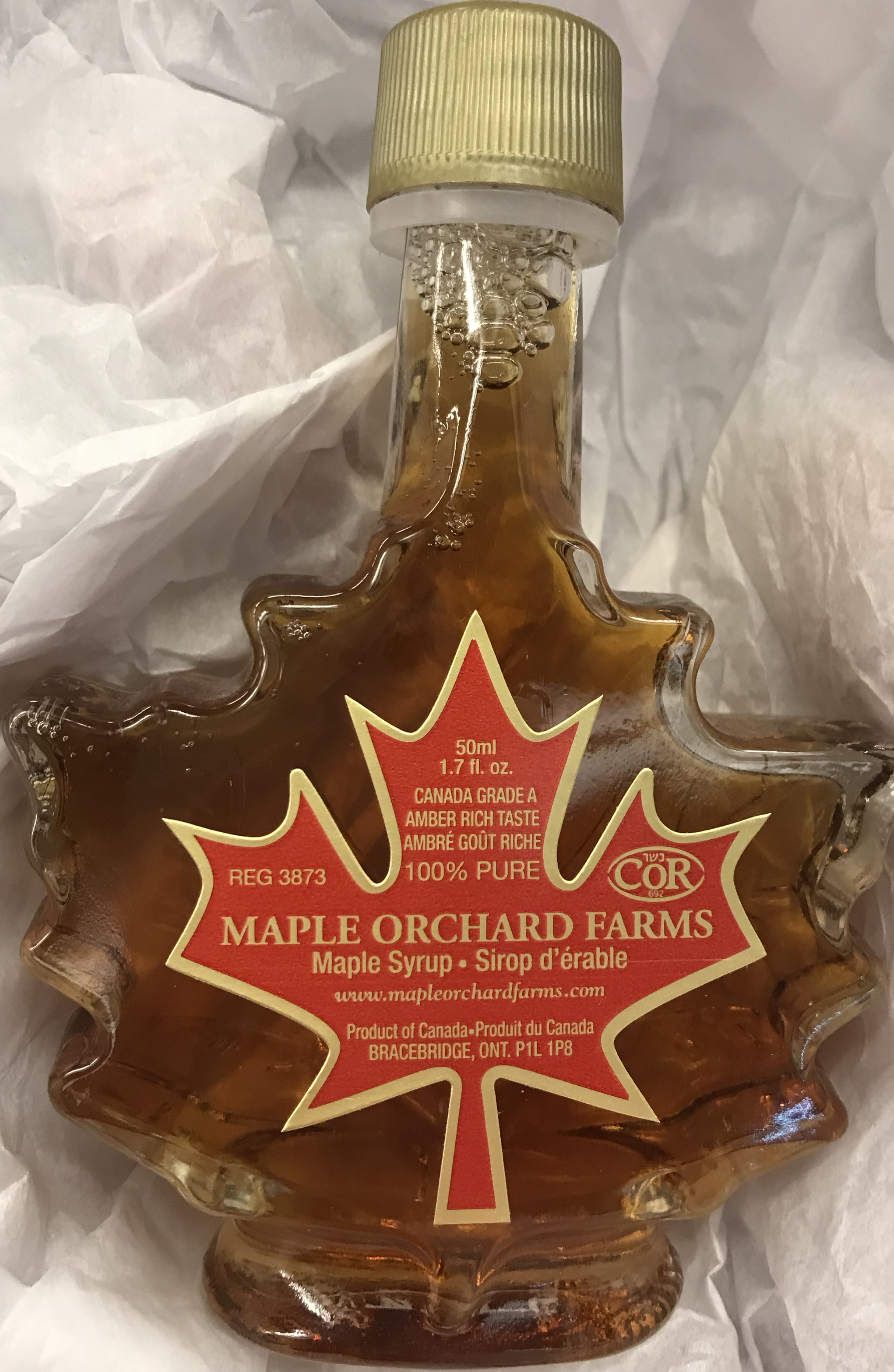 50ml
1.7 fl. oz.
CANADA GRADE A
AMBER RICH TASTE
AMBRÉ GOÛT RICHE
100% PURE
REG 3873
כשר
COR
692
MAPLE ORCHARD FARMS
Maple Syrup • Sirop d'érable
www.mapleorchardfarms.com
Product of Canada•Produit du Canada
BRACEBRIDGE, ONT. P1L 1P8